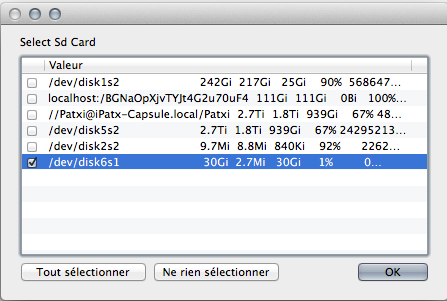 Select Sd Card
Valeur
/dev/disk1s2 242Gi 217Gi 25Gi 90% 568647...
localhost:/BGNaOpXjvTYJt4G2u70uF4 111Gi 111Gi 0Bi 100%...
//Patxi@iPatx-Capsule.local/Patxi 2.7Ti 1.8Ti 939Gi 67% 48...
/dev/disk5s2 2.7Ti 1.8Ti 939Gi 67% 24295213...
/dev/disk2s2 9.7Mi 8.8Mi 840Ki 92% 2262...
/dev/disk6s1 30Gi 2.7Mi 30Gi 1% 0...
Tout sélectionner Ne rien sélectionner OK